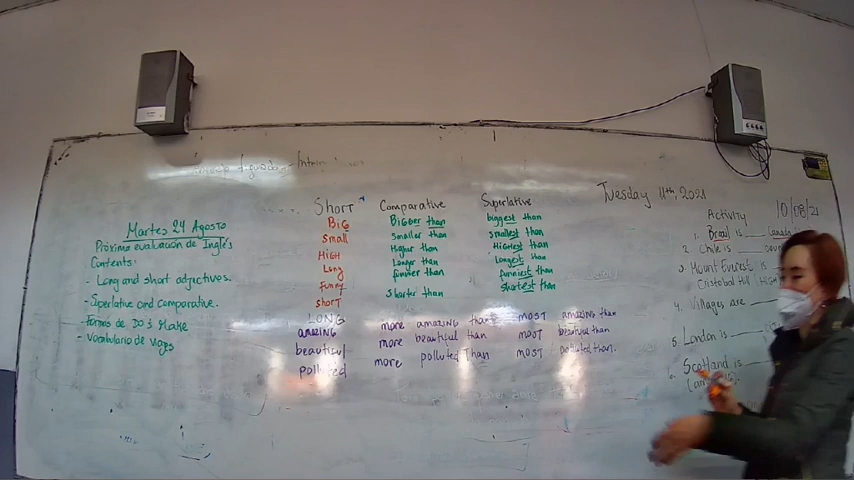 Martes 24 Agosto
Próxima evaluación de Inglés
Contents:
- Long and short adjectives.
- Sperlative and comparative.
- Formas de Do & Make
- Vocabulario de viajes
Short Comparative Superlative
Big Bigger than biggest than
Small smaller than smallest than
HIGH Higher than Highest than
Long Longer than longest than
Funny funnier than funniest than
SHORT shorter than shortest than
LONG
amazing more amazing than most amazing than
beautiful more beautiful than most beautiful than
polluted more polluted than most polluted than.
Tuesday 11th, 2021
Activity 10/08/21
1. Brazil is
2. Chile is
3. Mount Everest is
Cristobal Hill
4. Villages are
5. London is
6. Scotland is